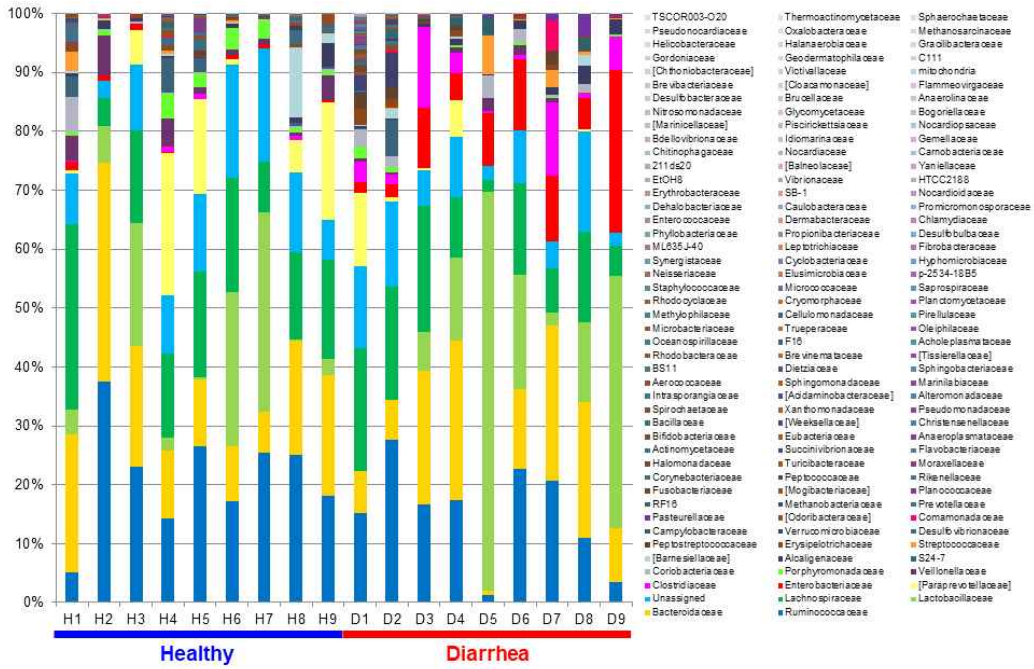 100%
90%
80%
70%
60%
50%
40%
30%
20%
10%
0%
H1 H2 H3 H4 H5 H6 H7 H8 H9 D1 D2 D3 D4 D5 D6 D7 D8 D9
Healthy Diarrhea
TSCOR003-O20 Thermoactinomycetaceae Sphaerochaetaceae
Pseudonocardiaceae Oxalobacteraceae Methanosarcinaceae
Helicobacteraceae Halanaerobiaceae Gracilibacteraceae
Gordoniaceae Geodermatophilaceae C111
[Chthoniobacteraceae] Victivallaceae mitochondria
Brevibacteriaceae [Cloacamonaceae] Flammeovirgaceae
Desulfobacteraceae Brucellaceae Anaerolinaceae
Nitrosomonadaceae Glycomycetaceae Bogoriellaceae
[Marinicellaceae] Piscirickettsiaceae Nocardiopsaceae
Bdellovibrionaceae Idiomarinaceae Gemellaceae
Chitinophagaceae Nocardiaceae Carnobacteriaceae
211ds20 [Balneolaceae] Yaniellaceae
EtOH8 Vibrionaceae HTCC2188
Erythrobacteraceae SB-1 Nocardioidaceae
Dehalobacteriaceae Caulobacteraceae Promicromonosporaceae
Enterococcaceae Dermabacteraceae Chlamydiaceae
Phyllobacteriaceae Propionibacteriaceae Desulfobulbaceae
ML635J-40 Leptotrichiaceae Fibrobacteraceae
Synergistaceae Cyclobacteriaceae Hyphomicrobiaceae
Neisseriaceae Elusimicrobiaceae p-2534-18B5
Staphylococcaceae Micrococcaceae Saprospiraceae
Rhodocyclaceae Cryomorphaceae Planctomycetaceae
Methylophilaceae Cellulomonadaceae Pirellulaceae
Microbacteriaceae Trueperaceae Oleiphilaceae
Oceanospirillaceae F16 Acholeplasmataceae
Rhodobacteraceae Brevinemataceae [Tissierellaceae]
BS11 Dietziaceae Sphingobacteriaceae
Aerococcaceae Sphingomonadaceae Marinilabiaceae
Intrasporangiaceae [Acidaminobacteraceae] Alteromonadaceae
Spirochaetaceae Xanthomonadaceae Pseudomonadaceae
Bacillaceae [Weeksellaceae] Christensenellaceae
Bifidobacteriaceae Eubacteriaceae Anaeroplasmataceae
Actinomycetaceae Succinivibrionaceae Flavobacteriaceae
Halomonadaceae Turicibacteraceae Moraxellaceae
Corynebacteriaceae Peptococcaceae Rikenellaceae
Fusobacteriaceae [Mogibacteriaceae] Planococcaceae
RF16 Methanobacteriaceae Prevotellaceae
Pasteurellaceae [Odoribacteraceae] Comamonadaceae
Campylobacteraceae Verrucomicrobiaceae Desulfovibrionaceae
Peptostreptococcaceae Erysipelotrichaceae Streptococcaceae
[Barnesiellaceae] Alcaligenaceae S24-7
Coriobacteriaceae Porphyromonadaceae Veillonellaceae
Clostridiaceae Enterobacteriaceae [Paraprevotellaceae]
Unassigned Lachnospiraceae Lactobacillaceae
Bacteroidaceae Ruminococcaceae